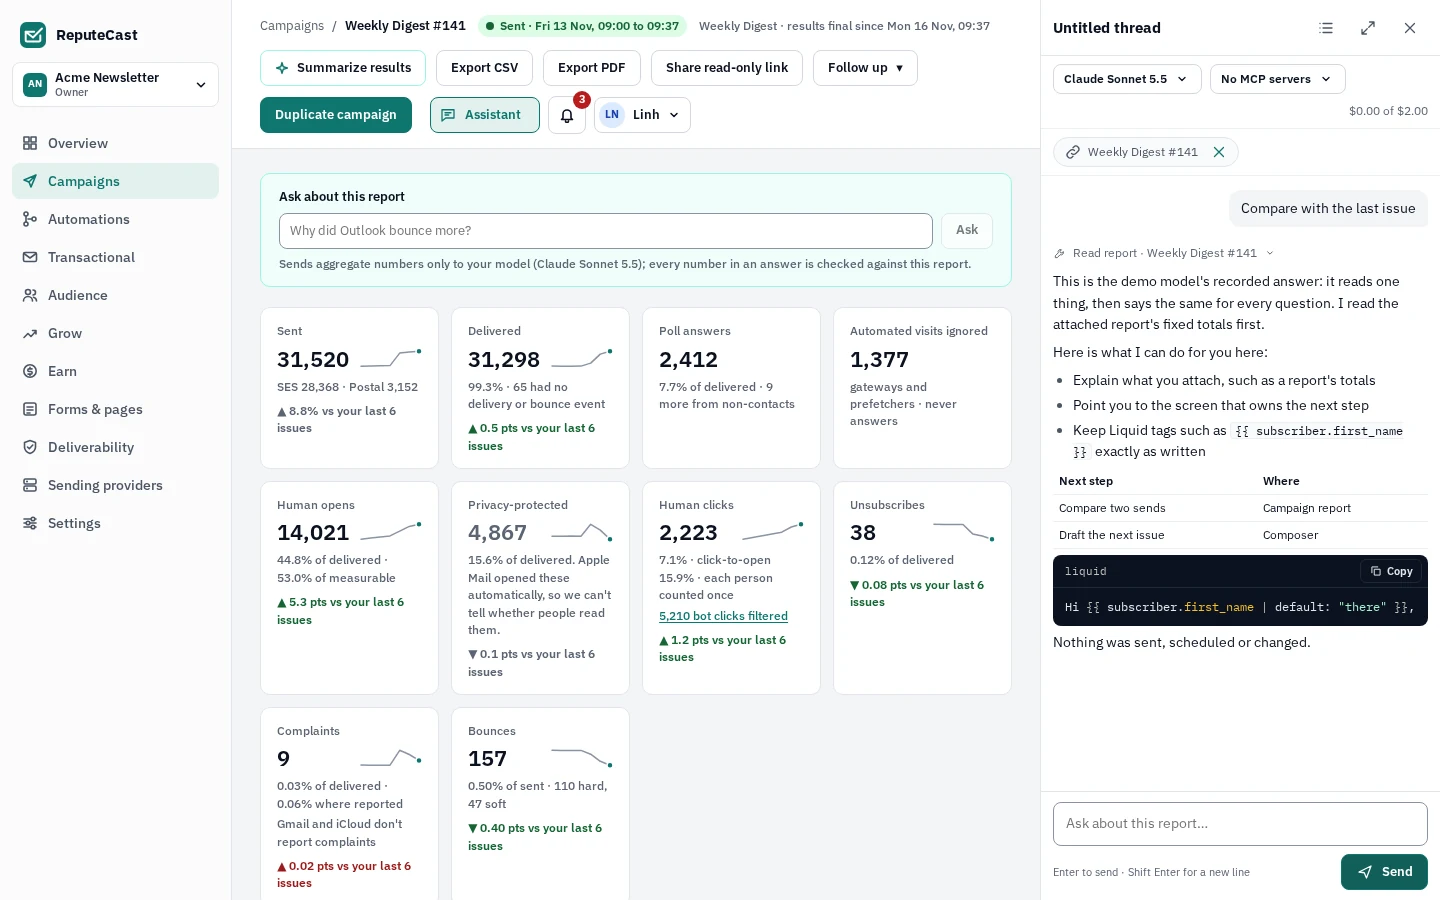 ReputeCast
AN
Acme Newsletter
Owner
Overview
Campaigns
Automations
Transactional
Audience
Grow
Earn
Forms & pages
Deliverability
Sending providers
Settings
Campaigns / Weekly Digest #141
Sent · Fri 13 Nov, 09:00 to 09:37
Weekly Digest · results final since Mon 16 Nov, 09:37
Summarize results
Export CSV
Export PDF
Share read-only link
Follow up ▾
Duplicate campaign
Assistant
3
LN
Linh
Ask about this report
Why did Outlook bounce more?
Ask
Sends aggregate numbers only to your model (Claude Sonnet 5.5); every number in an answer is checked against this report.
Sent
31,520
SES 28,368 · Postal 3,152
▲ 8.8% vs your last 6
issues
Delivered
31,298
99.3% · 65 had no
delivery or bounce event
▲ 0.5 pts vs your last 6
issues
Poll answers
2,412
7.7% of delivered · 9
more from non-contacts
Automated visits ignored
1,377
gateways and
prefetchers · never
answers
Human opens
14,021
44.8% of delivered ·
53.0% of measurable
▲ 5.3 pts vs your last 6
issues
Privacy-protected
4,867
15.6% of delivered. Apple
Mail opened these
automatically, so we can't
tell whether people read
them.
▼ 0.1 pts vs your last 6
issues
Human clicks
2,223
7.1% · click-to-open
15.9% · each person
counted once
5,210 bot clicks filtered
▲ 1.2 pts vs your last 6
issues
Unsubscribes
38
0.12% of delivered
▼ 0.08 pts vs your last 6
issues
Complaints
9
0.03% of delivered ·
0.06% where reported
Gmail and iCloud don't
report complaints
▲ 0.02 pts vs your last 6
issues
Bounces
157
0.50% of sent · 110 hard,
47 soft
▼ 0.40 pts vs your last 6
issues
Untitled thread
Claude Sonnet 5.5
No MCP servers
$0.00 of $2.00
Weekly Digest #141
Compare with the last issue
Read report · Weekly Digest #141
This is the demo model's recorded answer: it reads one
thing, then says the same for every question. I read the
attached report's fixed totals first.
Here is what I can do for you here:
• Explain what you attach, such as a report's totals
• Point you to the screen that owns the next step
• Keep Liquid tags such as {{ subscriber.first_name
}} exactly as written
Next step Where
Compare two sends Campaign report
Draft the next issue Composer
liquid
Copy
Hi {{ subscriber.first_name | default: "there" }},
Nothing was sent, scheduled or changed.
Ask about this report...
Enter to send · Shift Enter for a new line
Send